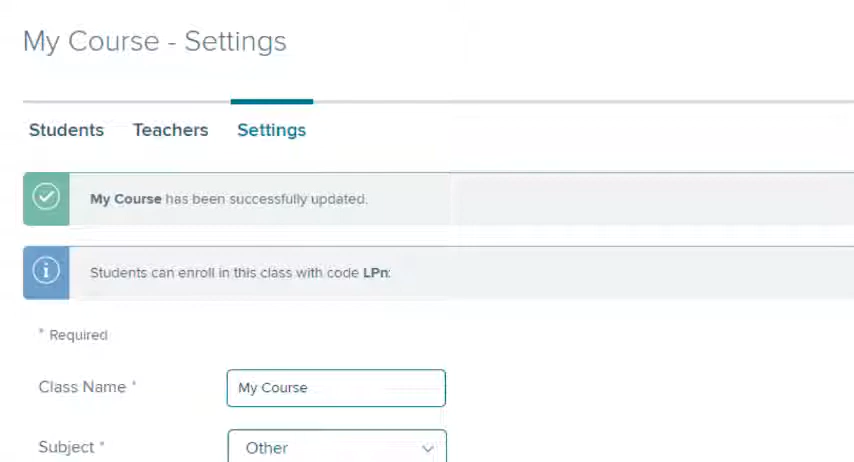 My Course - Settings
Students Teachers Settings
My Course has been successfully updated.
Students can enroll in this class with code LPn:
* Required
Class Name * My Course
Subject * Other